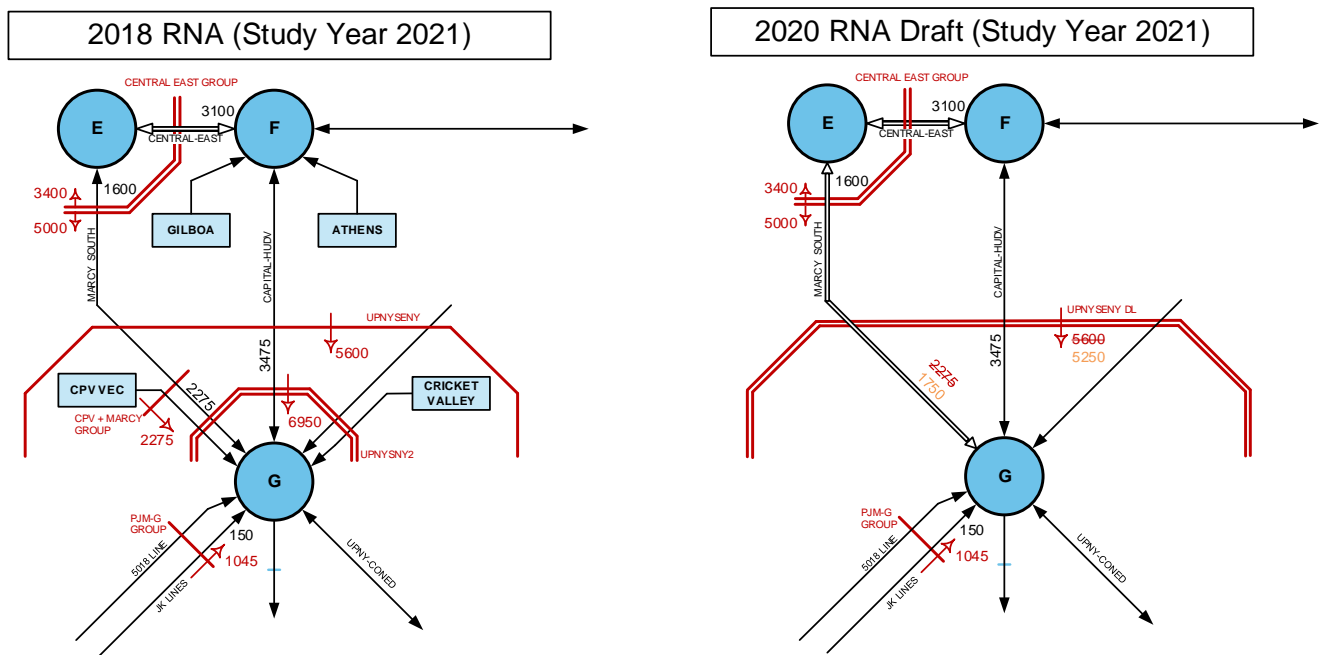 2018 RNA (Study Year 2021)
CENTRAL EAST GROUP
E
3100
F
CENTRAL-EAST
1600
3400
5000
GILBOA
ATHENS
MARCY SOUTH
CAPITAL-HUDV
UPNYSENY
5600
3475
CPV VEC
2275
CRICKET
VALLEY
CPV + MARCY
GROUP
2275
6950
UPNYSNY2
G
PJM-G
GROUP
150
1045
5018 LINE
JK LINES
UPNY-CONED
2020 RNA Draft (Study Year 2021)
CENTRAL EAST GROUP
E
3100
F
CENTRAL-EAST
1600
3400
5000
MARCY SOUTH
CAPITAL-HUDV
UPNYSENY DL
5600
5250
3475
2275
1750
G
PJM-G
GROUP
150
1045
5018 LINE
JK LINES
UPNY-CONED